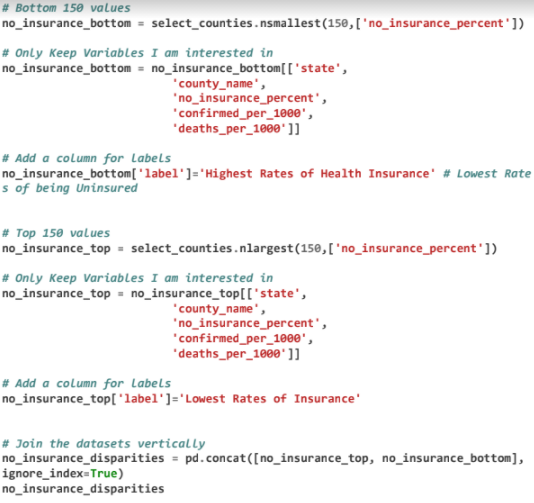 # Bottom 150 values
no_insurance_bottom = select_counties.nsmallest(150,['no_insurance_percent'])
# Only Keep Variables I am interested in
no_insurance_bottom = no_insurance_bottom[['state',
'county_name',
'no_insurance_percent',
'confirmed_per_1000',
'deaths_per_1000']]
# Add a column for labels
no_insurance_bottom['label']='Highest Rates of Health Insurance' # Lowest Rate
s of being Uninsured
# Top 150 values
no_insurance_top = select_counties.nlargest(150,['no_insurance_percent'])
# Only Keep Variables I am interested in
no_insurance_top = no_insurance_top[['state',
'county_name',
'no_insurance_percent',
'confirmed_per_1000',
'deaths_per_1000']]
# Add a column for labels
no_insurance_top['label']='Lowest Rates of Insurance'
# Join the datasets vertically
no_insurance_disparities = pd.concat([no_insurance_top, no_insurance_bottom],
ignore_index=True)
no_insurance_disparities